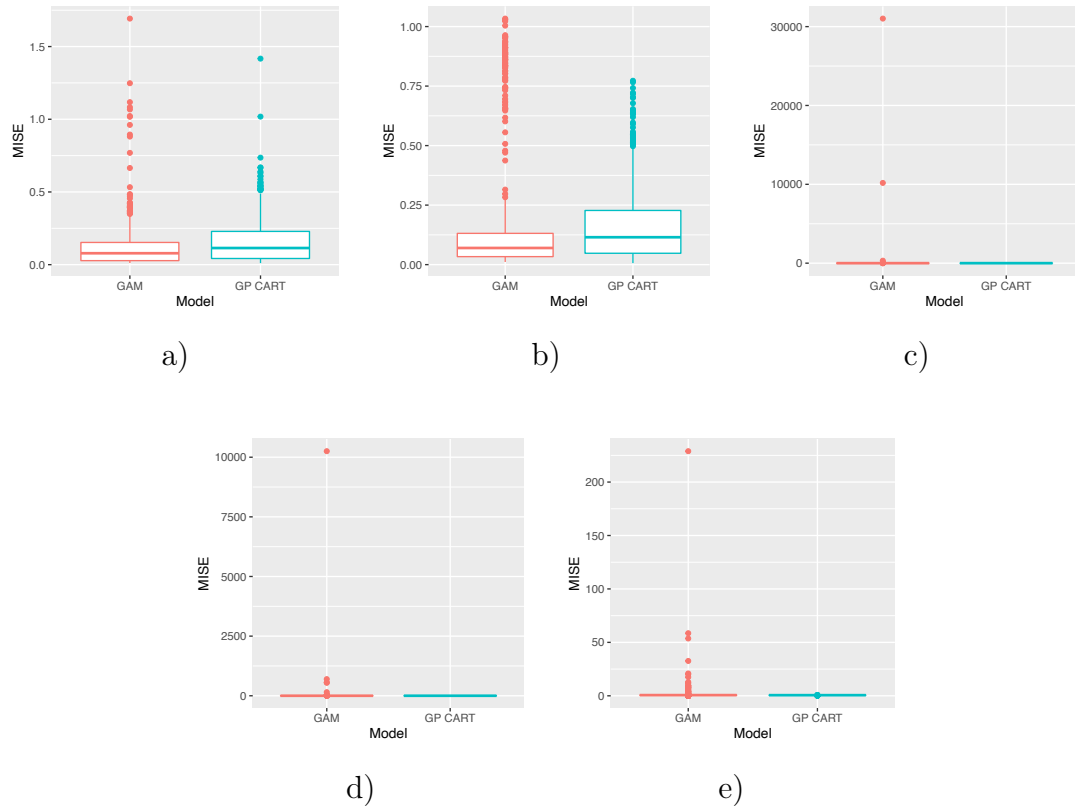 MISE
1.5
1.0
0.5
0.0
GAM
GP CART
Model
a)
MISE
1.00
0.75
0.50
0.25
0.00
GAM
GP CART
Model
b)
MISE
30000
20000
10000
0
GAM
GP CART
Model
c)
MISE
10000
7500
5000
2500
0
GAM
GP CART
Model
d)
MISE
200
150
100
50
0
GAM
GP CART
Model
e)